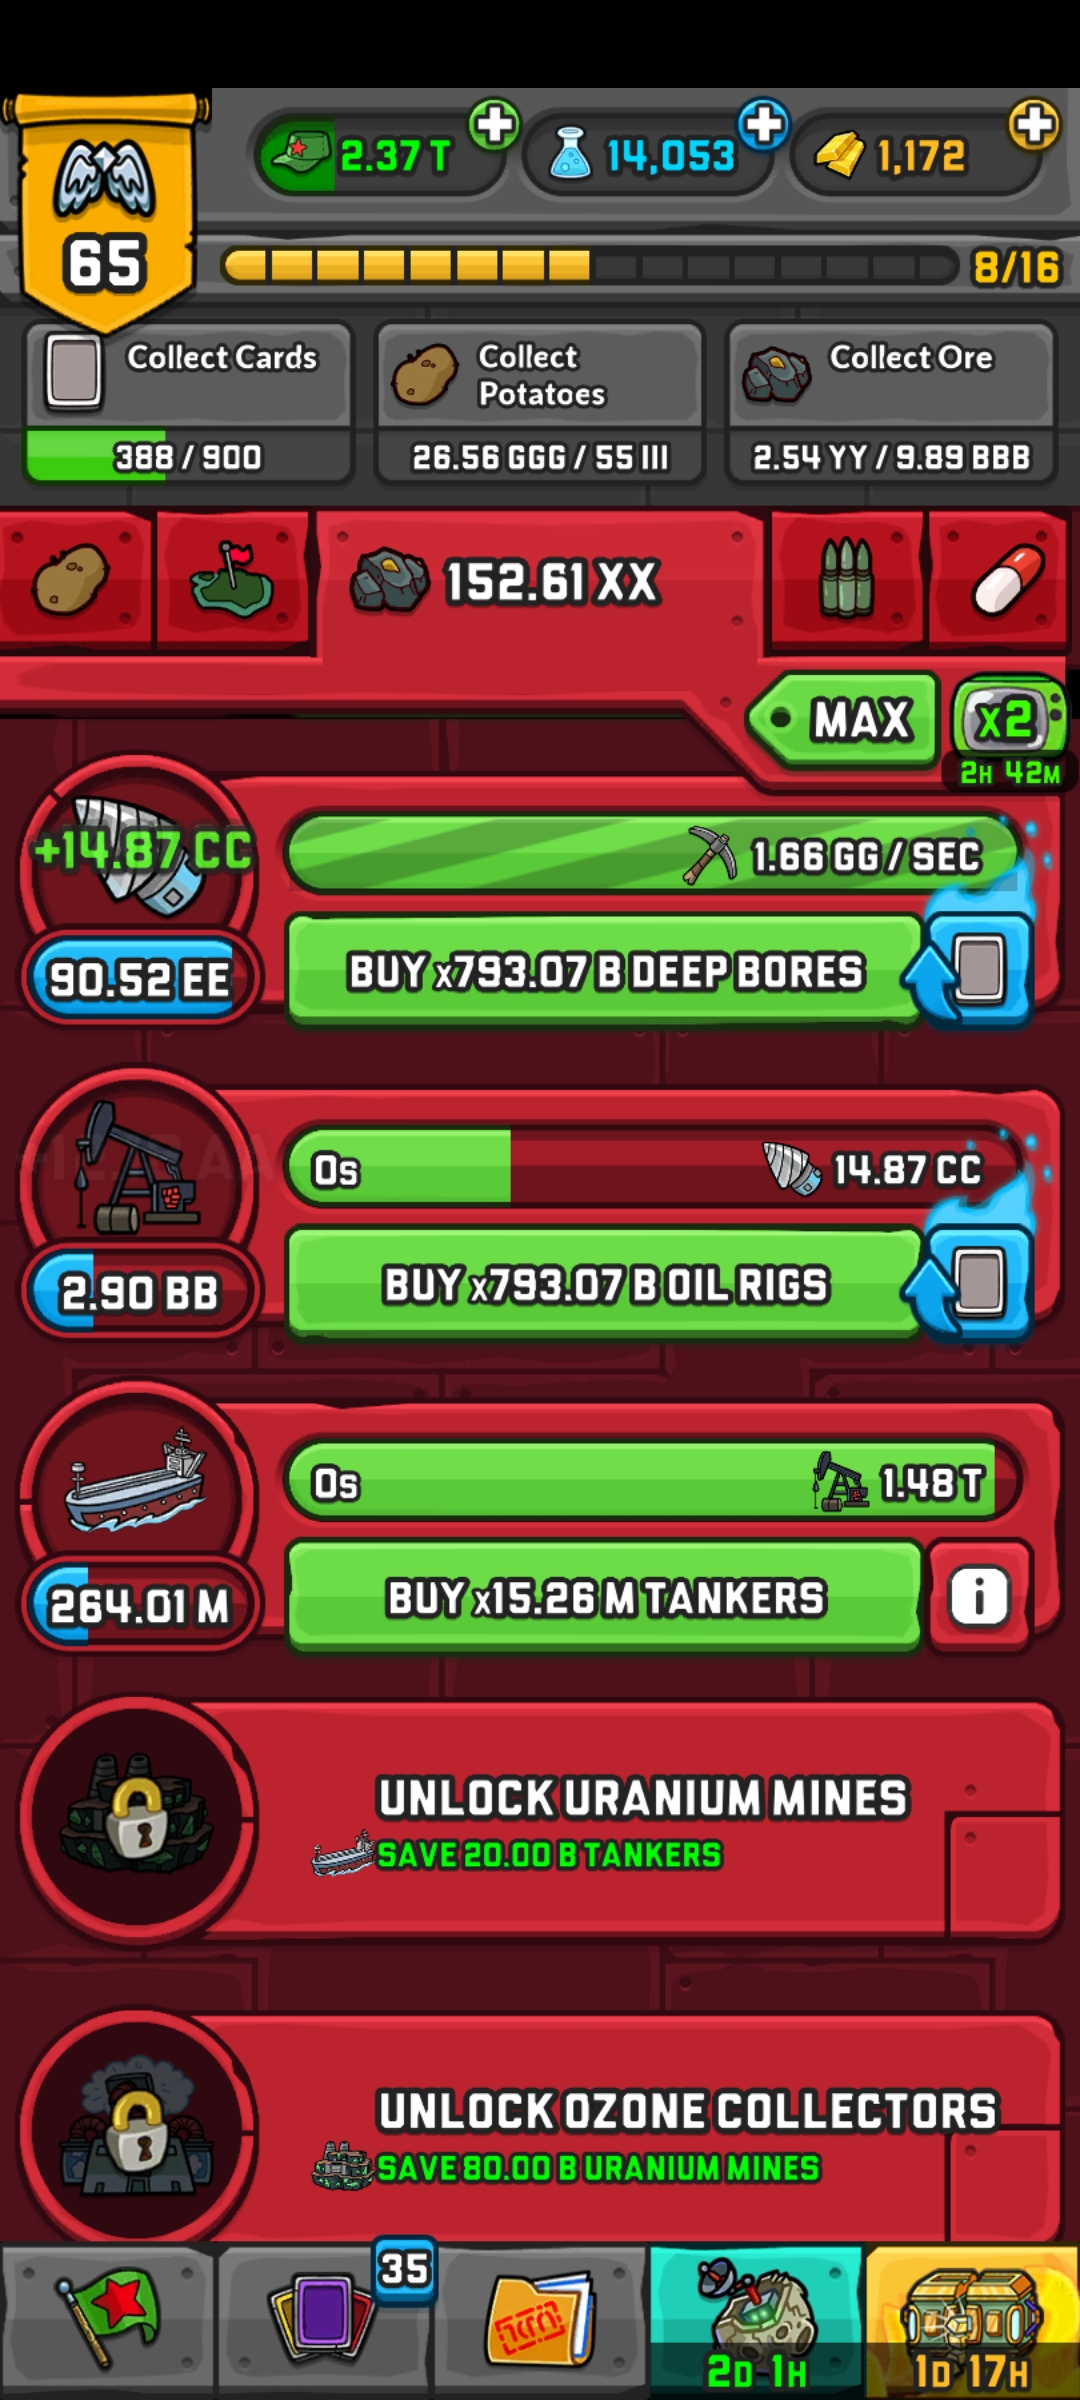 2.37 T
14,053
1,172
65
8/16
Collect Cards
388 / 900
Collect
Potatoes
26.56 GGG / 55 III
Collect Ore
2.54 YY / 9.89 BBB
152.61 XX
MAX
x2
2H 42M
+14.87 CC
1.66 GG / SEC
90.52 EE
BUY x793.07 B DEEP BORES
0s
14.87 CC
2.90 BB
BUY x793.07 B OIL RIGS
0s
1.48 T
264.01 M
BUY x15.26 M TANKERS
i
UNLOCK URANIUM MINES
SAVE 20.00 B TANKERS
UNLOCK OZONE COLLECTORS
SAVE 80.00 B URANIUM MINES
35
2D 1H
1D 17H